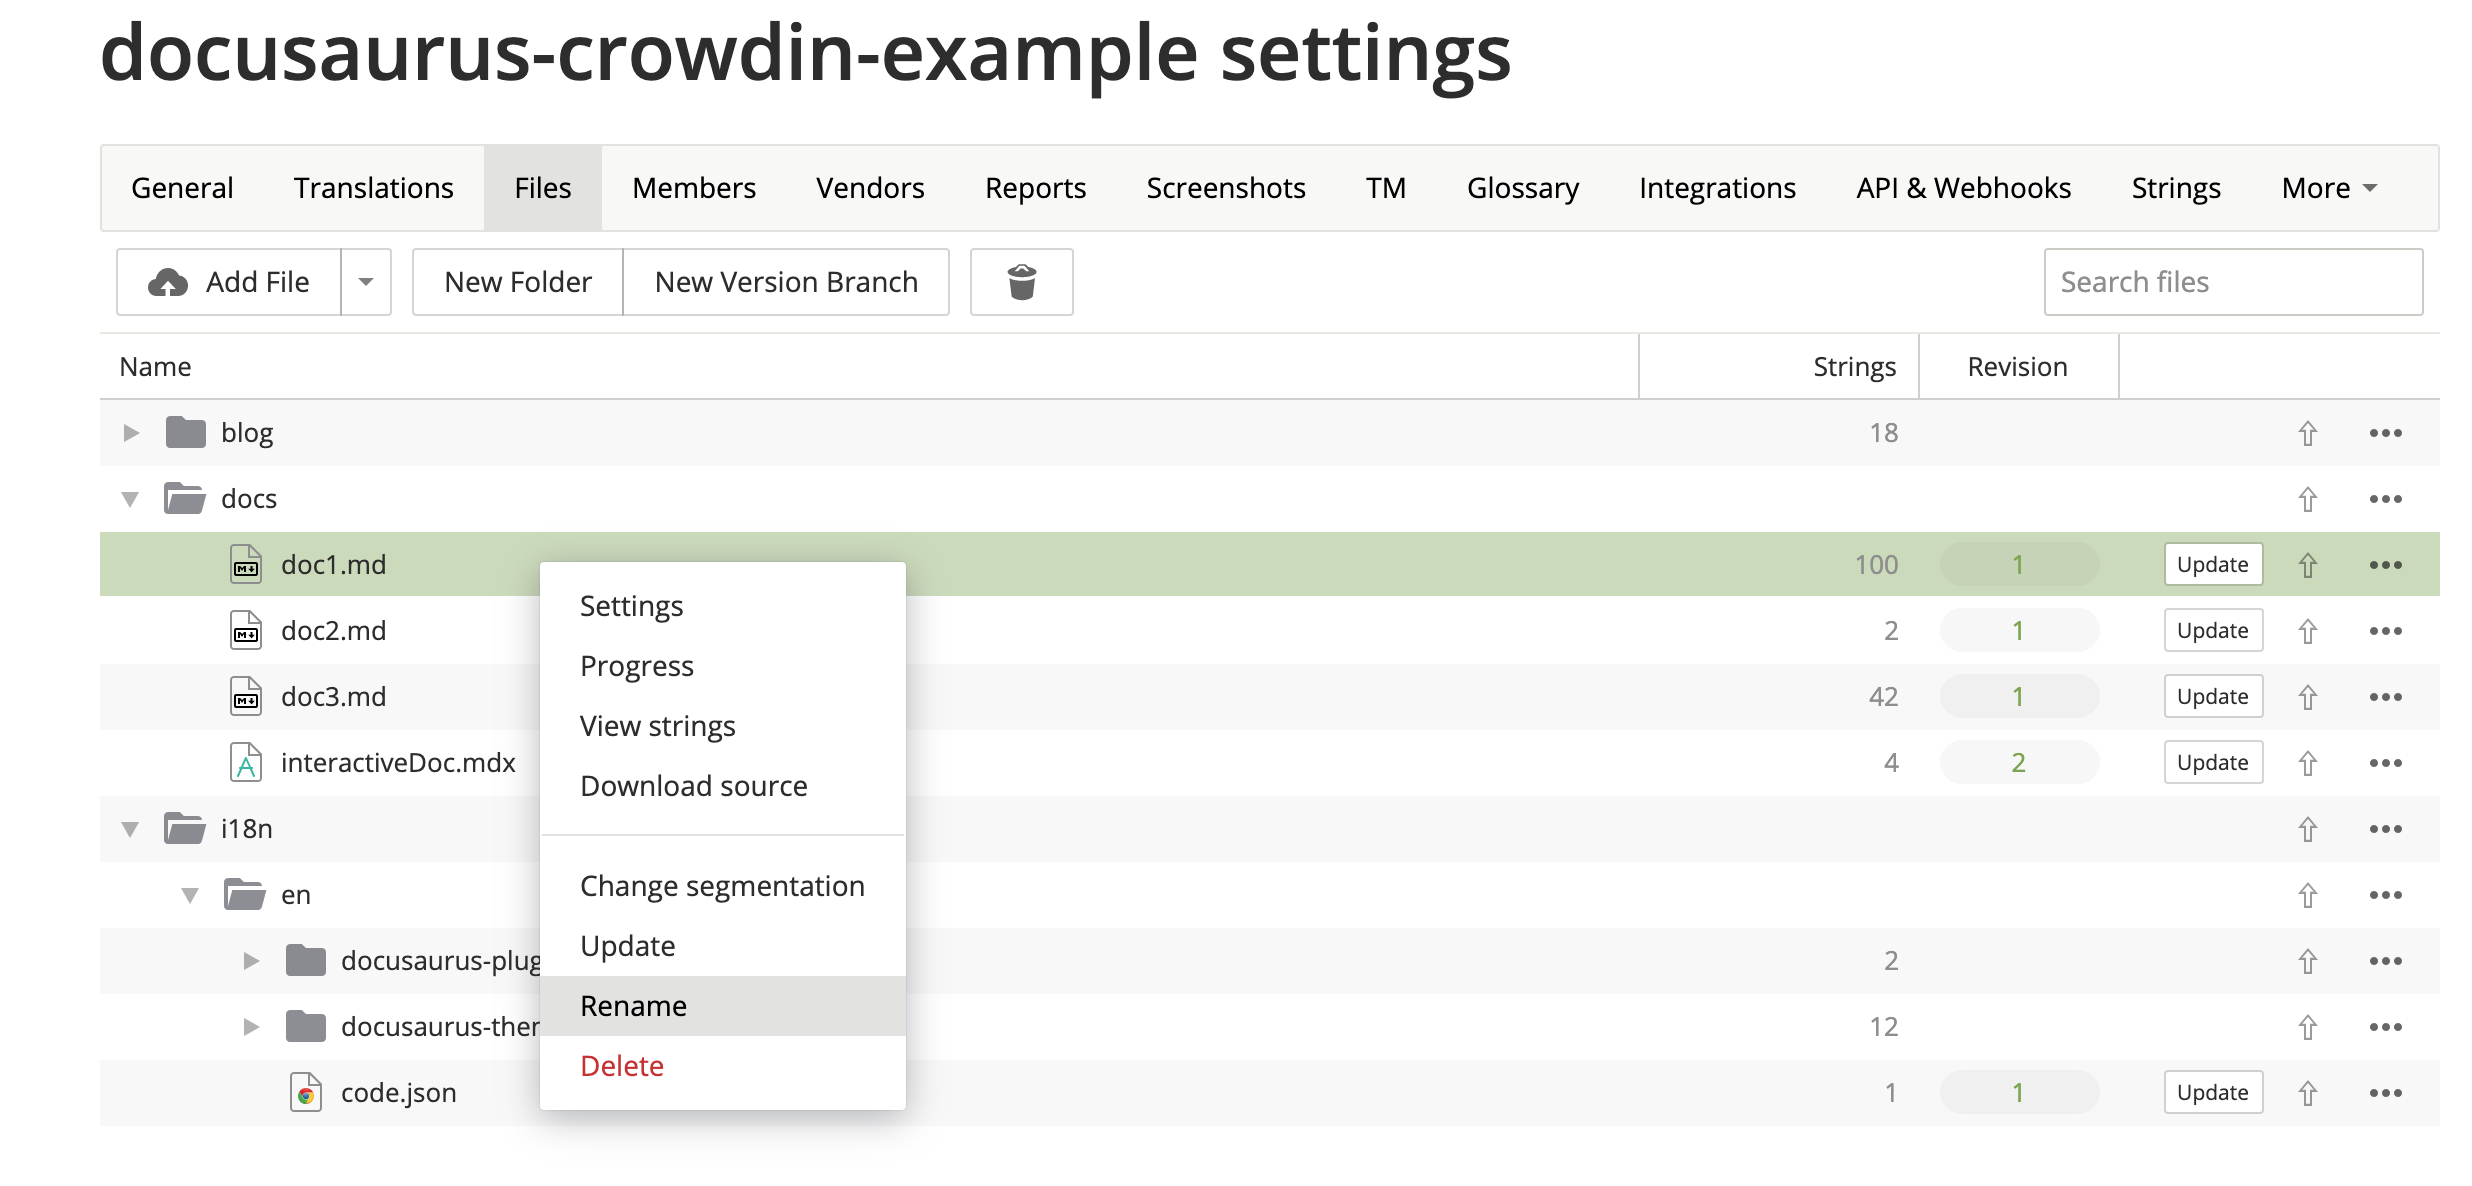 docusaurus-crowdin-example settings
General Translations Files Members Vendors Reports Screenshots TM Glossary Integrations API & Webhooks Strings More
Add File New Folder New Version Branch Search files
Name Strings Revision
blog 18
docs
doc1.md 100 1 Update
Settings
doc2.md 2 1 Update
Progress
doc3.md 42 1 Update
View strings
interactiveDoc.mdx 4 2 Update
Download source
i18n
Change segmentation
en
Update
docusaurus-plug 2
Rename
docusaurus-ther 12
Delete
code.json 1 1 Update